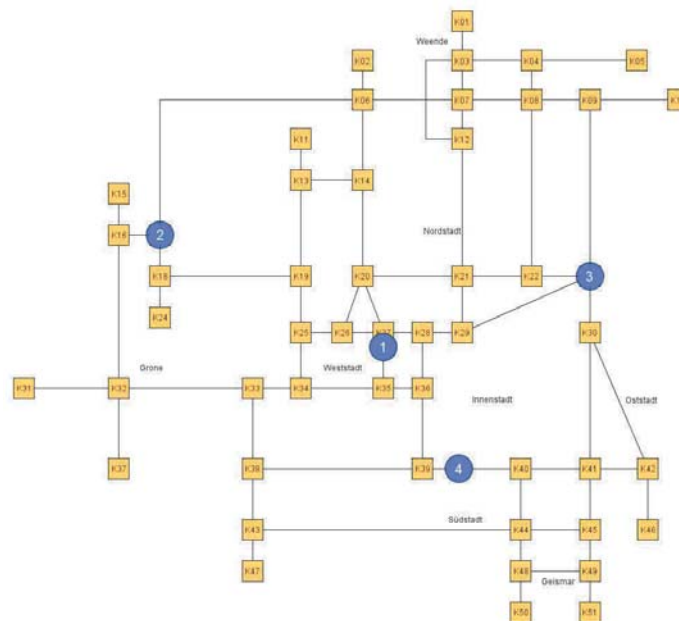 K01
Weende
K02 K03 K04 K05
K06 K07 K08 K09
K11 K12
K13 K14
K15
K16 2 Nordstadt
K18 K19 K20 K21 K22 3
K24
K25 K26 K28 K29 K30
1
Grone Weststadt
K31 K32 K33 K34 K35 K36
Innenstadt Oststadt
K37 K39 4 K40 K41 K42
Südstadt
K43 K44 K45 K46
K47 K48 K49
Geismar
K50 K51